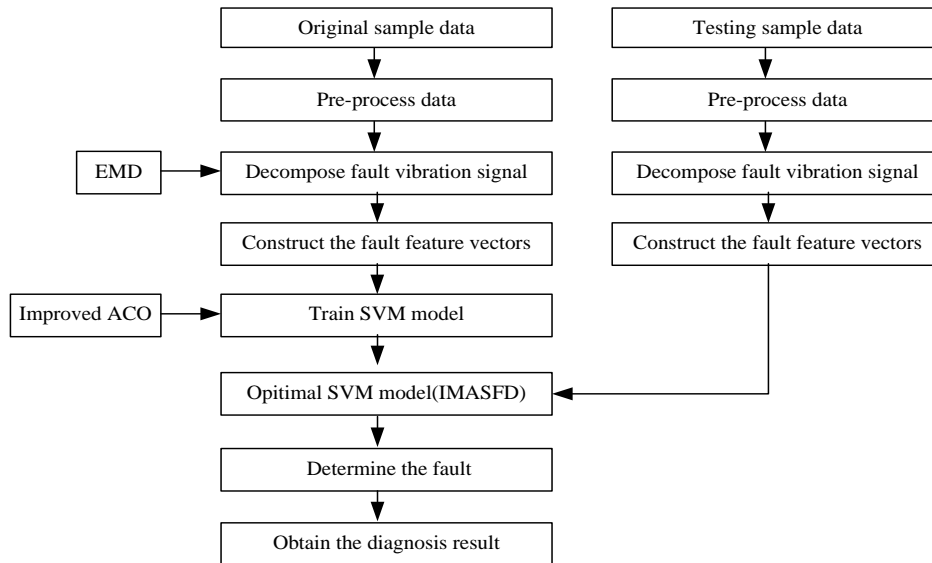 Original sample data
Testing sample data
Pre-process data
Pre-process data
EMD
Decompose fault vibration signal
Decompose fault vibration signal
Construct the fault feature vectors
Construct the fault feature vectors
Improved ACO
Train SVM model
Opitimal SVM model(IMASFD)
Determine the fault
Obtain the diagnosis result